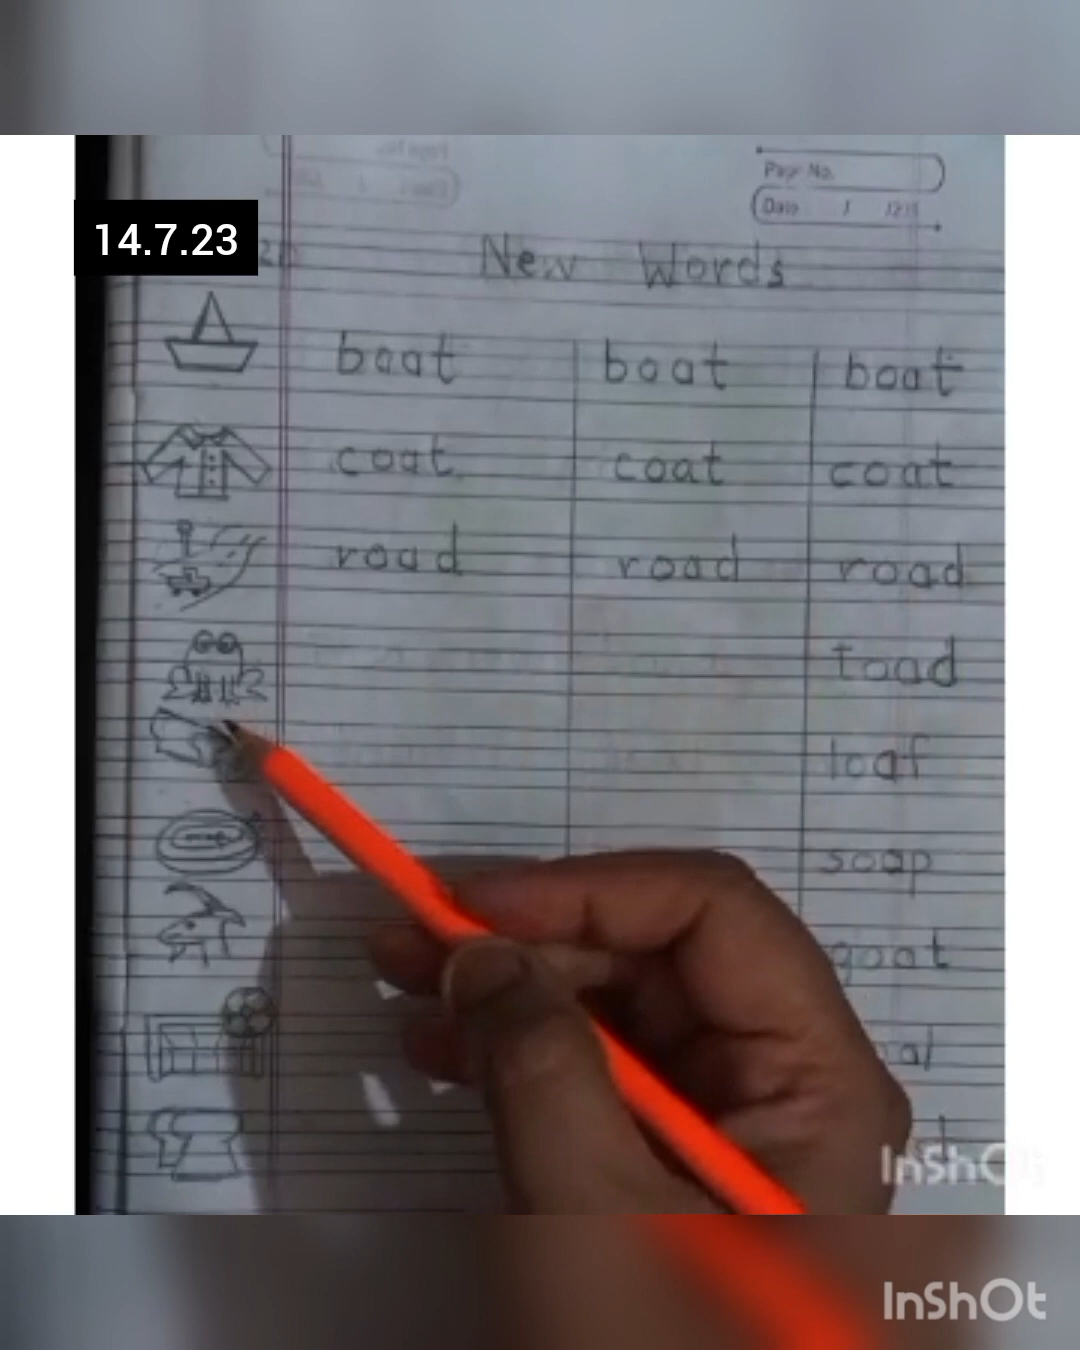 Page No.
Date / /
14.7.23
New Words
boat boat boat
coat coat coat
road road road
toad
loaf
soap
goat
InShOt
InShOt